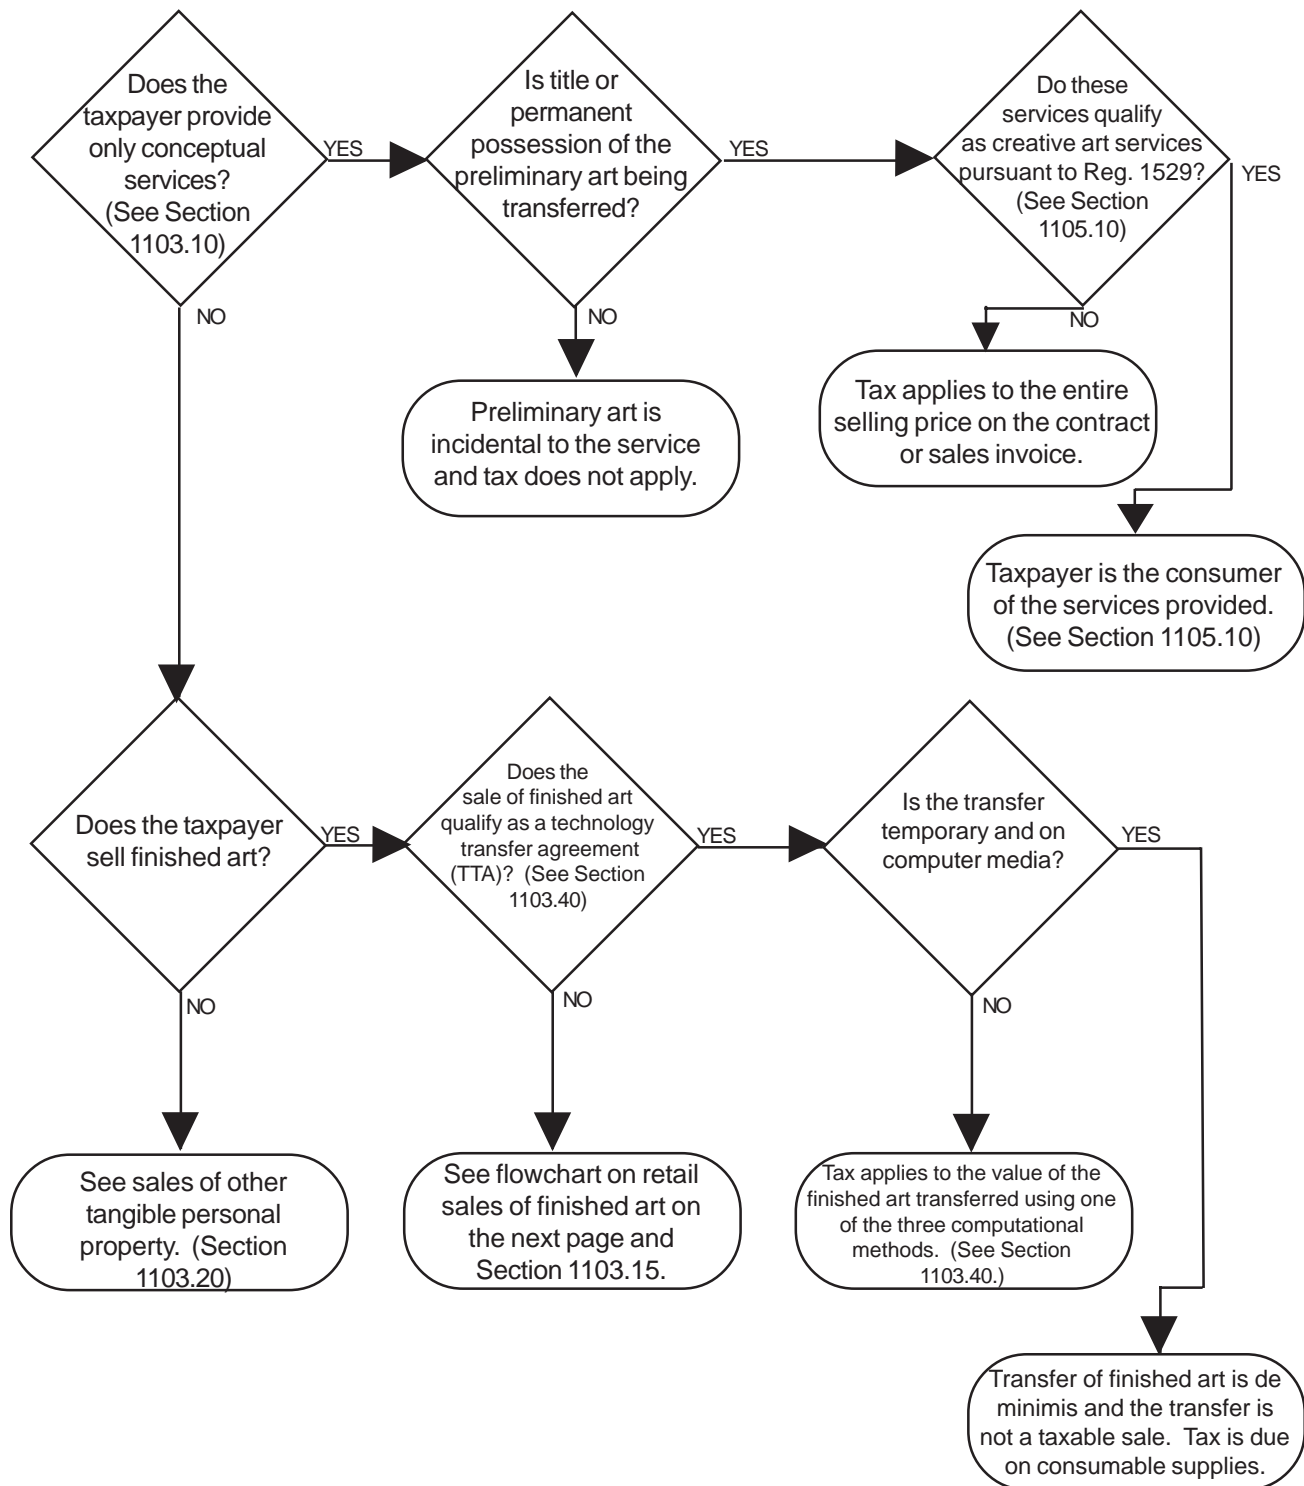 Does the
taxpayer provide
only conceptual
services?
(See Section
1103.10)
YES
NO
Is title or
permanent
possession of the
preliminary art being
transferred?
YES
NO
Do these
services qualify
as creative art services
pursuant to Reg. 1529?
(See Section
1105.10)
YES
NO
Preliminary art is
incidental to the service
and tax does not apply.
Tax applies to the entire
selling price on the contract
or sales invoice.
Taxpayer is the consumer
of the services provided.
(See Section 1105.10)
Does the taxpayer
sell finished art?
YES
NO
Does the
sale of finished art
qualify as a technology
transfer agreement
(TTA)? (See Section
1103.40)
YES
NO
Is the transfer
temporary and on
computer media?
YES
NO
See sales of other
tangible personal
property. (Section
1103.20)
See flowchart on retail
sales of finished art on
the next page and
Section 1103.15.
Tax applies to the value of the
finished art transferred using one
of the three computational
methods. (See Section
1103.40.)
Transfer of finished art is de
minimis and the transfer is
not a taxable sale. Tax is due
on consumable supplies.